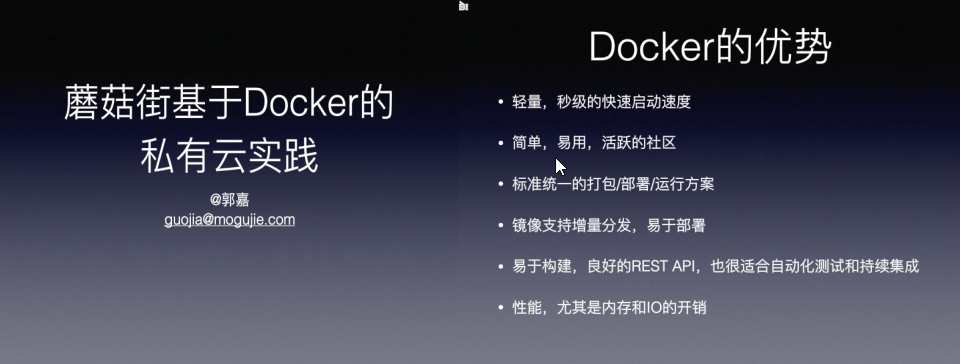 蘑菇街基于Docker的
私有云实践
@郭嘉
guojia@mogujie.com
Docker的优势
• 轻量，秒级的快速启动速度
• 简单，易用，活跃的社区
• 标准统一的打包/部署/运行方案
• 镜像支持增量分发，易于部署
• 易于构建，良好的REST API，也很适合自动化测试和持续集成
• 性能，尤其是内存和IO的开销